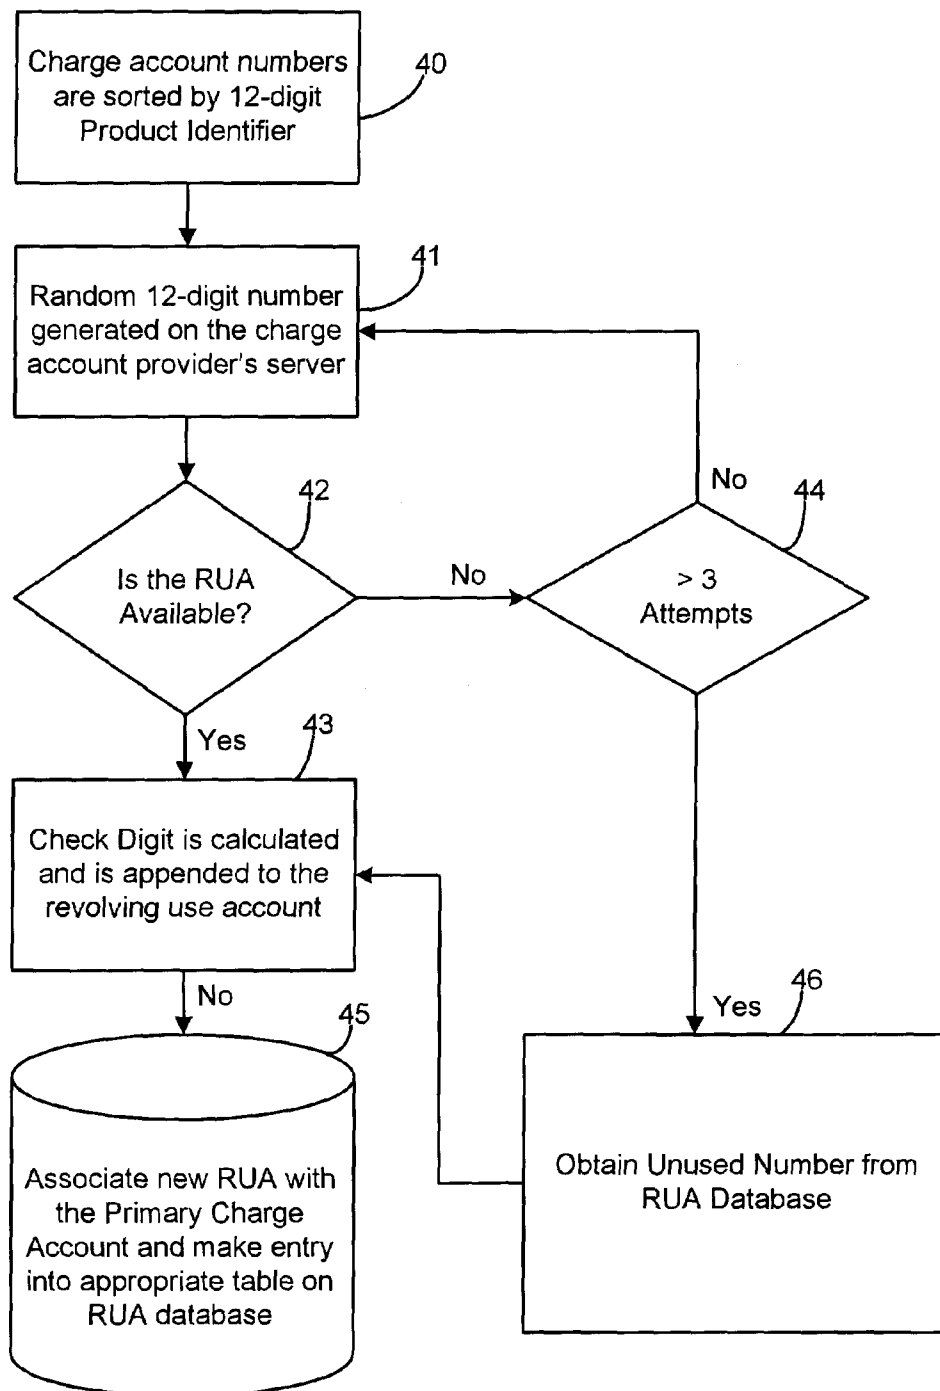 Charge account numbers
are sorted by 12-digit
Product Identifier
40
41
Random 12-digit number
generated on the charge
account provider's server
No
42
44
Is the RUA
Available?
No
> 3
Attempts
Yes
43
Check Digit is calculated
and is appended to the
revolving use account
No
45
Yes
46
Associate new RUA with
the Primary Charge
Account and make entry
into appropriate table on
RUA database
Obtain Unused Number from
RUA Database